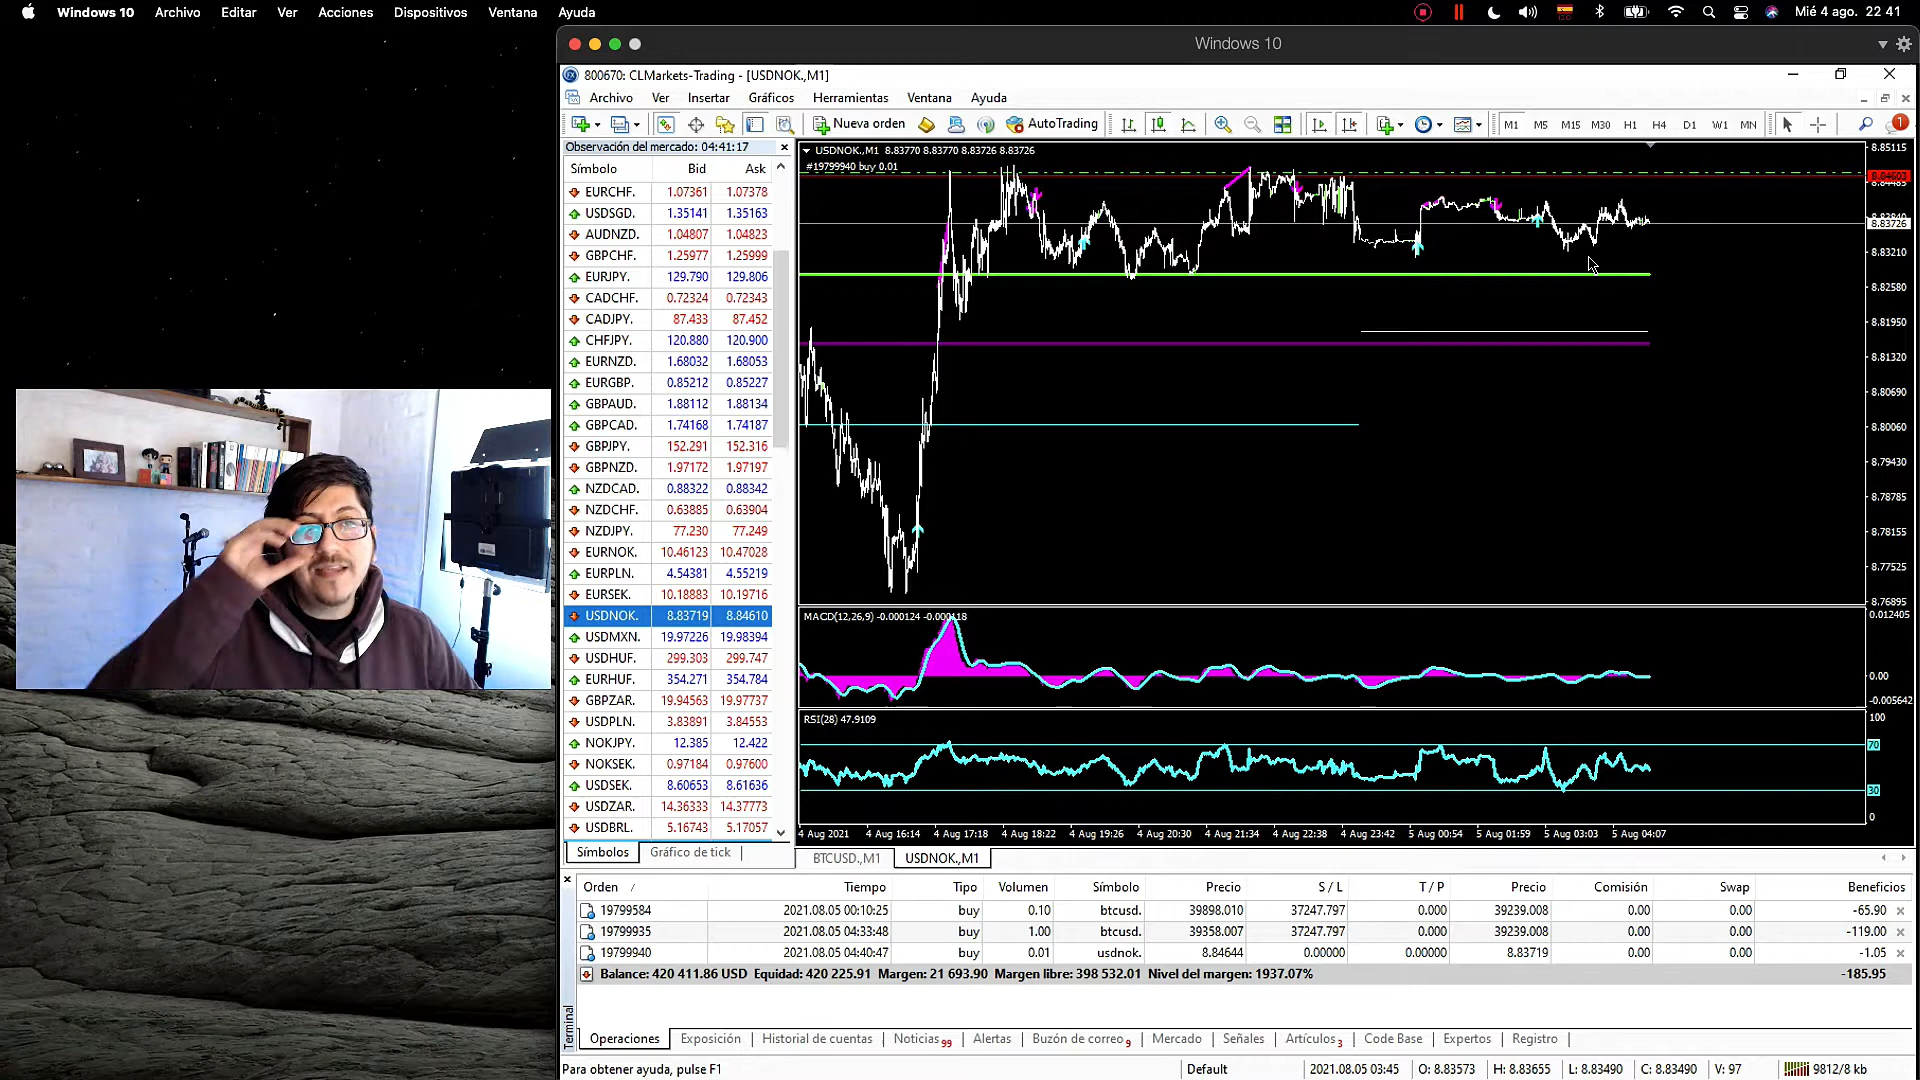 Windows 10 Archivo Editar Ver Acciones Dispositivos Ventana Ayuda Mié 4 ago. 22 41
Windows 10
800670: CLMarkets-Trading - [USDNOK.,M1]
Archivo Ver Insertar Gráficos Herramientas Ventana Ayuda
Nueva orden AutoTrading M1 M5 M15 M30 H1 H4 D1 W1 MN 1
Observación del mercado: 04:41:17
Símbolo Bid Ask
EURCHF. 1.07361 1.07378
USDSGD. 1.35141 1.35163
AUDNZD. 1.04807 1.04823
GBPCHF. 1.25977 1.25999
EURJPY. 129.790 129.806
CADCHF. 0.72324 0.72343
CADJPY. 87.433 87.452
CHFJPY. 120.880 120.900
EURNZD. 1.68032 1.68053
EURGBP. 0.85212 0.85227
GBPAUD. 1.88112 1.88134
GBPCAD. 1.74168 1.74187
GBPJPY. 152.291 152.316
GBPNZD. 1.97172 1.97197
NZDCAD. 0.88322 0.88342
NZDCHF. 0.63885 0.63904
NZDJPY. 77.230 77.249
EURNOK. 10.46123 10.47028
EURPLN. 4.54381 4.55219
EURSEK. 10.18883 10.19716
USDNOK. 8.83719 8.84610
USDMXN. 19.97226 19.98394
USDHUF. 299.303 299.747
EURHUF. 354.271 354.784
GBPZAR. 19.94563 19.97737
USDPLN. 3.83891 3.84553
NOKJPY. 12.385 12.422
NOKSEK. 0.97184 0.97600
USDSEK. 8.60653 8.61636
USDZAR. 14.36333 14.37773
USDBRL. 5.16743 5.17057
Símbolos Gráfico de tick
USDNOK.,M1 8.83770 8.83770 8.83726 8.83726
#19799940 buy 0.01
8.85115
8.83726
8.83210
8.82580
8.81950
8.81320
8.80690
8.80060
8.79430
8.78785
8.78155
8.77525
8.76895
MACD(12,26,9) -0.000124 -0.000118
0.012405
0.00
-0.005642
RSI(28) 47.9109
100
70
30
0
4 Aug 2021 4 Aug 16:14 4 Aug 17:18 4 Aug 18:22 4 Aug 19:26 4 Aug 20:30 4 Aug 21:34 4 Aug 22:38 4 Aug 23:42 5 Aug 00:54 5 Aug 01:59 5 Aug 03:03 5 Aug 04:07
BTCUSD.,M1 USDNOK.,M1
Orden / Tiempo Tipo Volumen Símbolo Precio S / L T / P Precio Comisión Swap Beneficios
19799584 2021.08.05 00:10:25 buy 0.10 btcusd. 39898.010 37247.797 0.000 39239.008 0.00 0.00 -65.90
19799935 2021.08.05 04:33:48 buy 1.00 btcusd. 39358.007 37247.797 0.000 39239.008 0.00 0.00 -119.00
19799940 2021.08.05 04:40:47 buy 0.01 usdnok. 8.84644 0.00000 0.00000 8.83719 0.00 0.00 -1.05
Balance: 420 411.86 USD Equidad: 420 225.91 Margen: 21 693.90 Margen libre: 398 532.01 Nivel del margen: 1937.07% -185.95
Terminal
Operaciones Exposición Historial de cuentas Noticias 99 Alertas Buzón de correo 9 Mercado Señales Artículos 3 Code Base Expertos Registro
Para obtener ayuda, pulse F1 Default 2021.08.05 03:45 O: 8.83573 H: 8.83655 L: 8.83490 C: 8.83490 V: 97 9812/8 kb